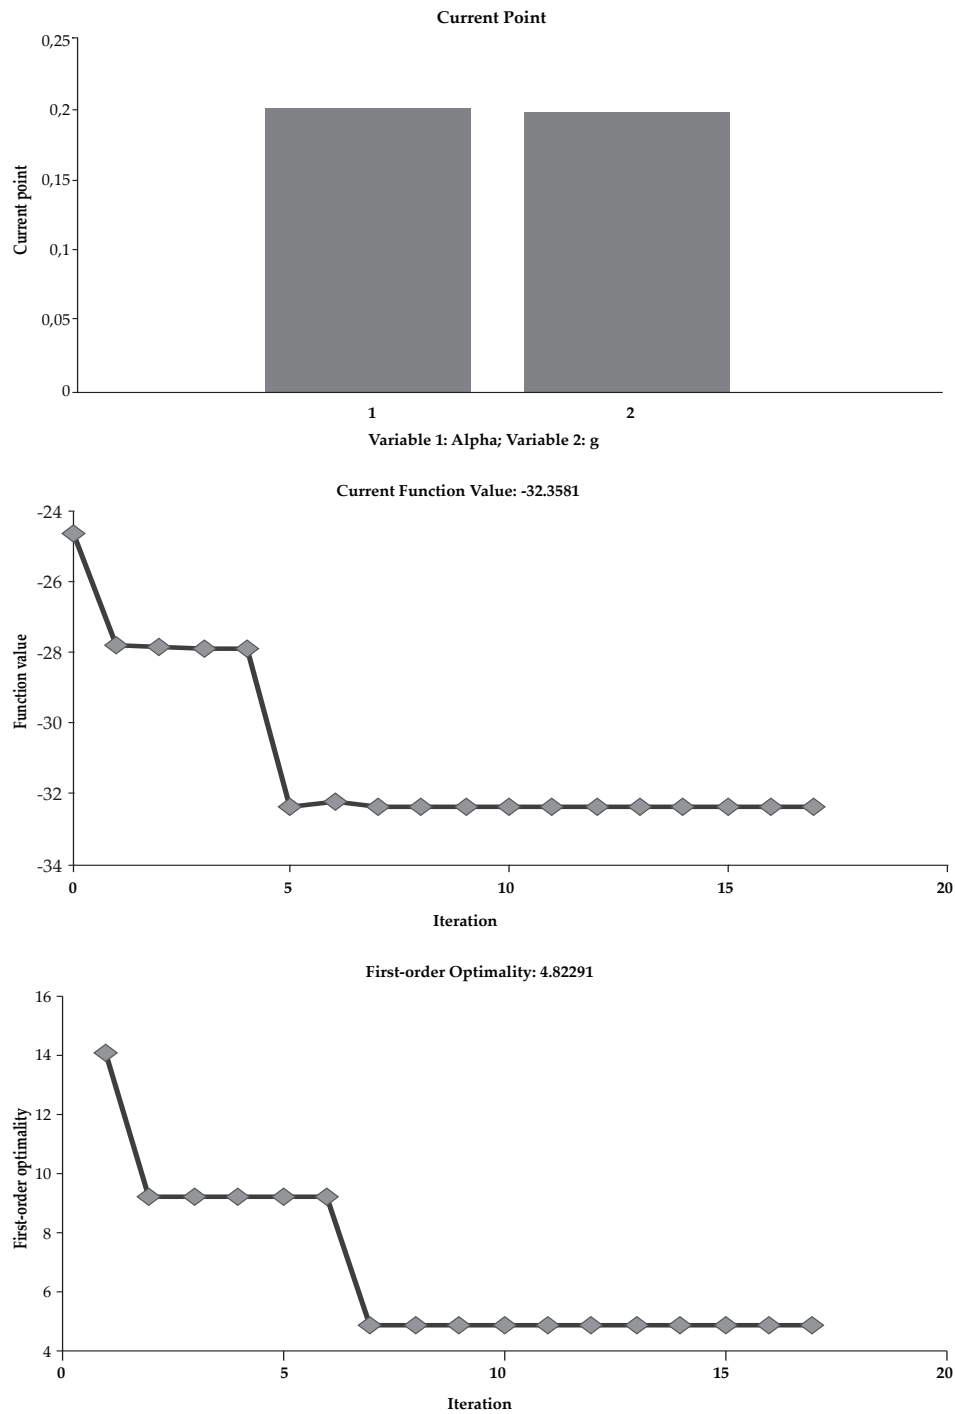 Current Point
0,25
0,2
0,15
0,1
0,05
0
Current point
1 2
Variable 1: Alpha; Variable 2: g
Current Function Value: -32.3581
-24
-26
-28
-30
-32
-34
Function value
0 5 10 15 20
Iteration
First-order Optimality: 4.82291
16
14
12
10
8
6
4
First-order optimality
0 5 10 15 20
Iteration